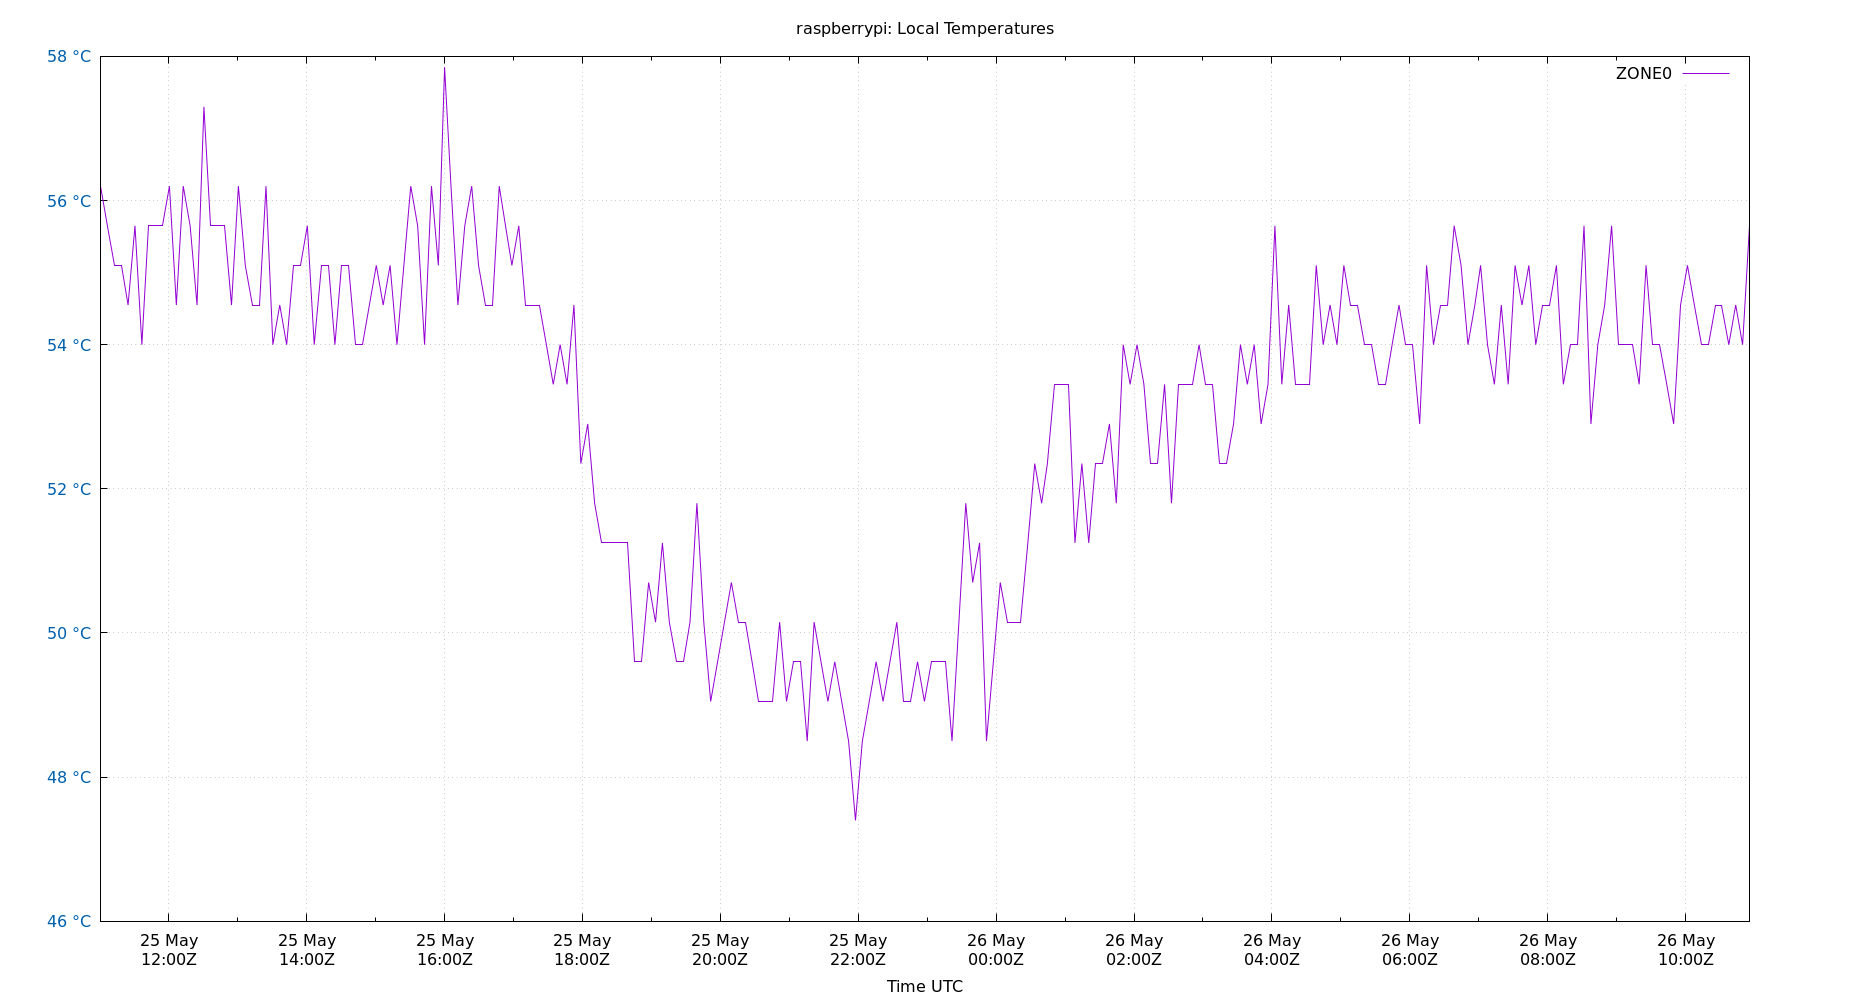 raspberrypi: Local Temperatures
58 °C
ZONE0
56 °C
54 °C
52 °C
50 °C
48 °C
46 °C
25 May 25 May 25 May 25 May 25 May 25 May 26 May 26 May 26 May 26 May 26 May 26 May
12:00Z 14:00Z 16:00Z 18:00Z 20:00Z 22:00Z 00:00Z 02:00Z 04:00Z 06:00Z 08:00Z 10:00Z
Time UTC